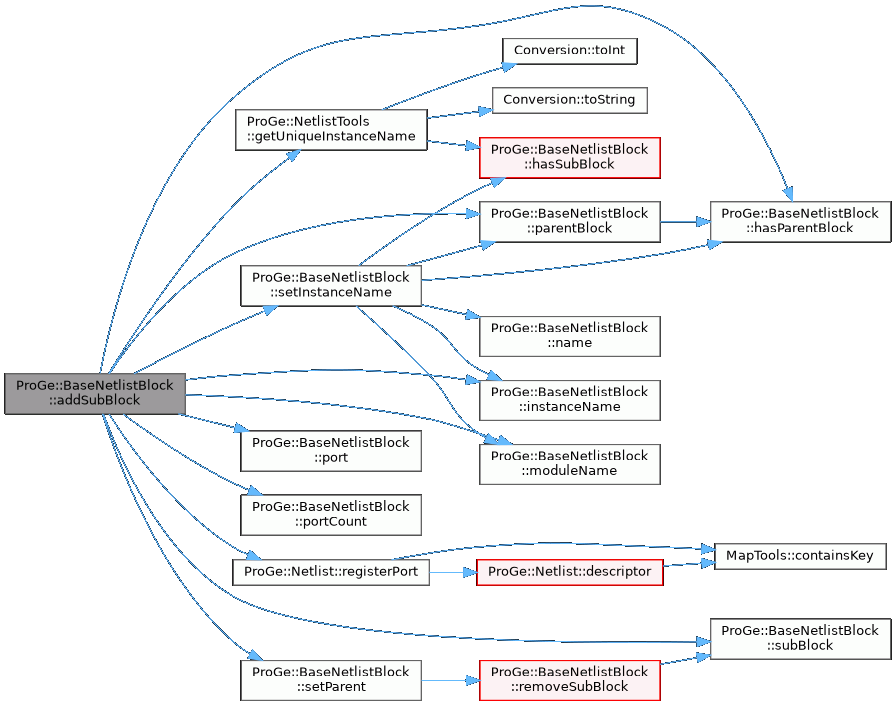 Conversion::toInt
Conversion::toString
ProGe::NetlistTools
::getUniqueInstanceName
ProGe::BaseNetlistBlock
::hasSubBlock
ProGe::BaseNetlistBlock
::parentBlock
ProGe::BaseNetlistBlock
::hasParentBlock
ProGe::BaseNetlistBlock
::setInstanceName
ProGe::BaseNetlistBlock
::name
ProGe::BaseNetlistBlock
::addSubBlock
ProGe::BaseNetlistBlock
::instanceName
ProGe::BaseNetlistBlock
::port
ProGe::BaseNetlistBlock
::moduleName
ProGe::BaseNetlistBlock
::portCount
MapTools::containsKey
ProGe::Netlist::registerPort
ProGe::Netlist::descriptor
ProGe::BaseNetlistBlock
::subBlock
ProGe::BaseNetlistBlock
::setParent
ProGe::BaseNetlistBlock
::removeSubBlock